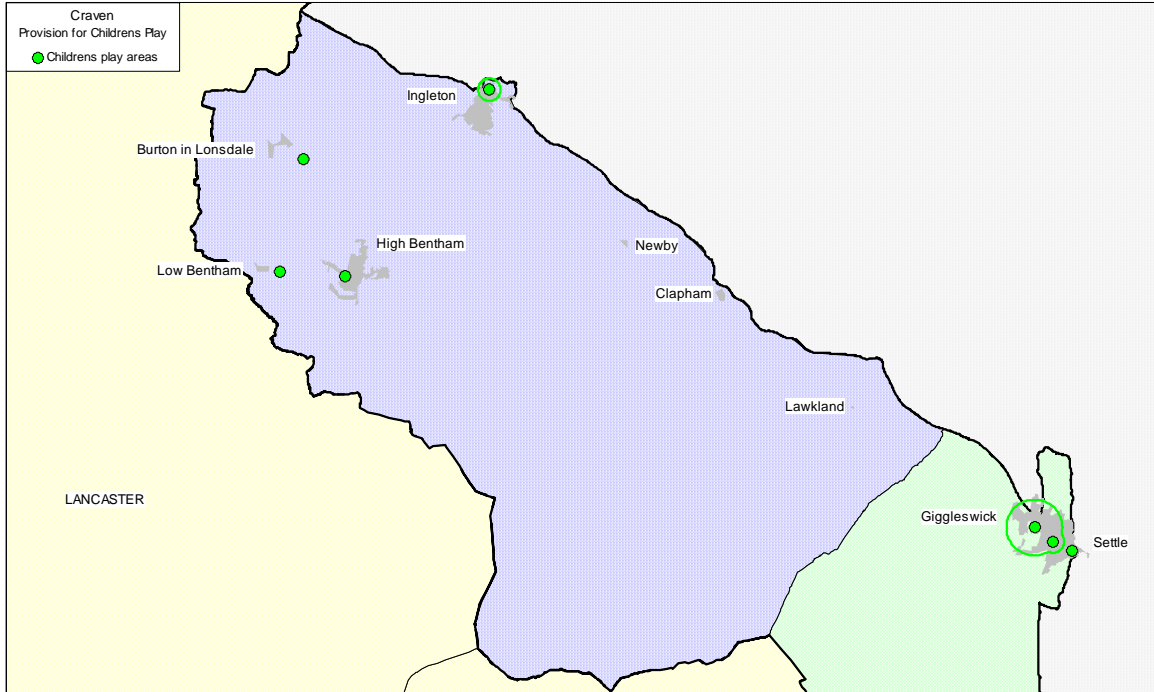 Craven
Provision for Childrens Play
Childrens play areas
Ingleton
Burton in Lonsdale
High Bentham
Newby
Low Bentham
Clapham
Lawkland
LANCASTER
Giggleswick
Settle